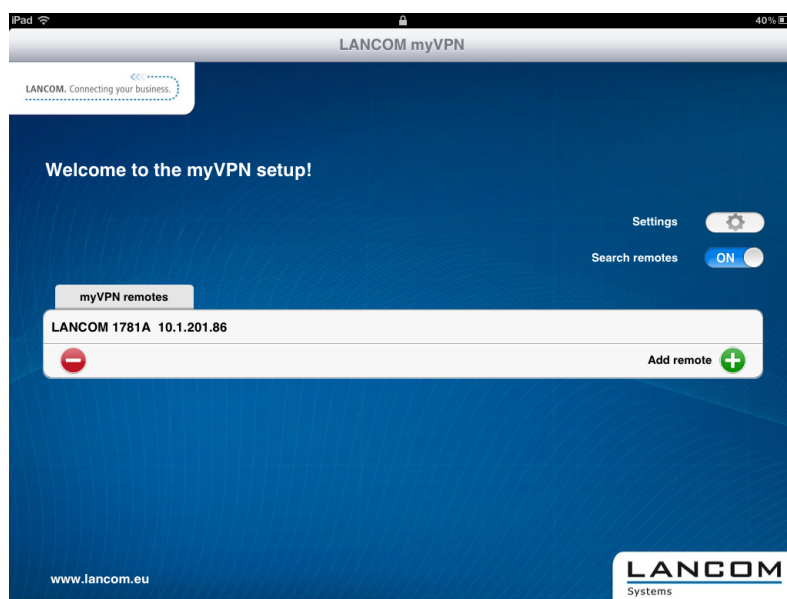 iPad 40%
LANCOM myVPN
LANCOM. Connecting your business.
Welcome to the myVPN setup!
Settings
Search remotes ON
myVPN remotes
LANCOM 1781A 10.1.201.86
Add remote
www.lancom.eu
LANCOM
Systems